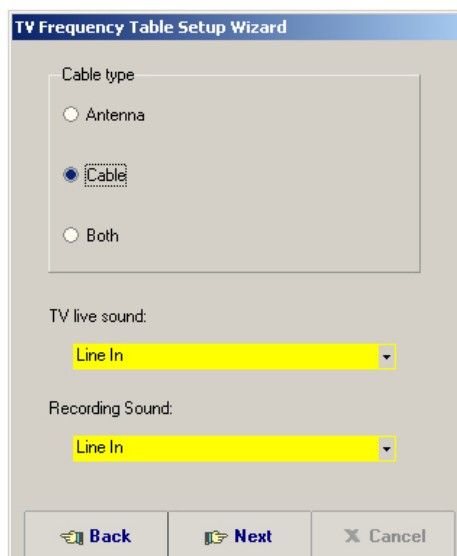 TV Frequency Table Setup Wizard
Cable type
Antenna
Cable
Both
TV live sound:
Line In
Recording Sound:
Line In
Back Next X Cancel